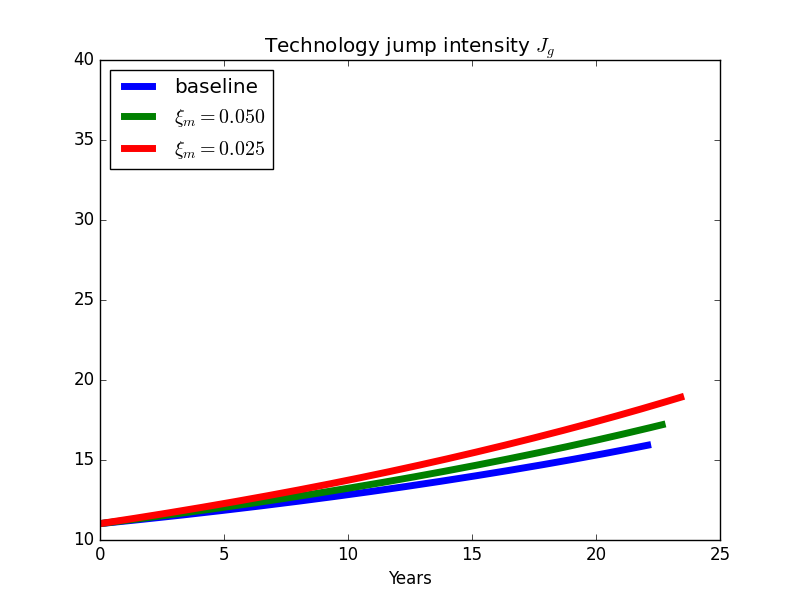 Technology jump intensity $J_g$
baseline
$\xi_m = 0.050$
$\xi_m = 0.025$
40
35
30
25
20
15
10
0 5 10 15 20 25
Years